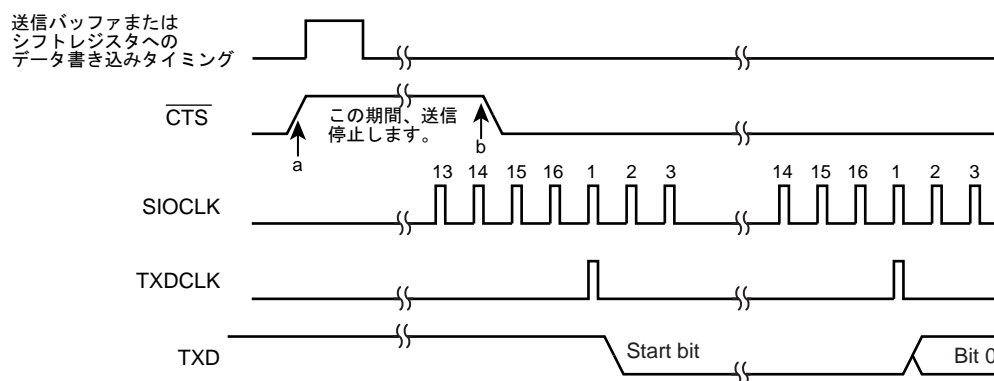 送信バッファまたは
シフトレジスタへの
データ書き込みタイミング
CTS
この期間、送信
停止します。
a
b
13 14 15 16 1 2 3 14 15 16 1 2 3
SIOCLK
TXDCLK
TXD
Start bit
Bit 0